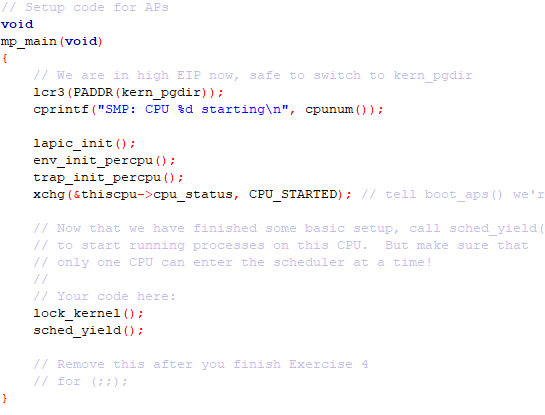 // Setup code for APs
void
mp_main(void)
{
    // We are in high EIP now, safe to switch to kern_pgdir
    lcr3(PADDR(kern_pgdir));
    cprintf("SMP: CPU %d starting\n", cpunum());

    lapic_init();
    env_init_percpu();
    trap_init_percpu();
    xchg(&thiscpu->cpu_status, CPU_STARTED); // tell boot_aps() we'r

    // Now that we have finished some basic setup, call sched_yield(
    // to start running processes on this CPU.  But make sure that
    // only one CPU can enter the scheduler at a time!
    //
    // Your code here:
    lock_kernel();
    sched_yield();

    // Remove this after you finish Exercise 4
    // for (;;);
}